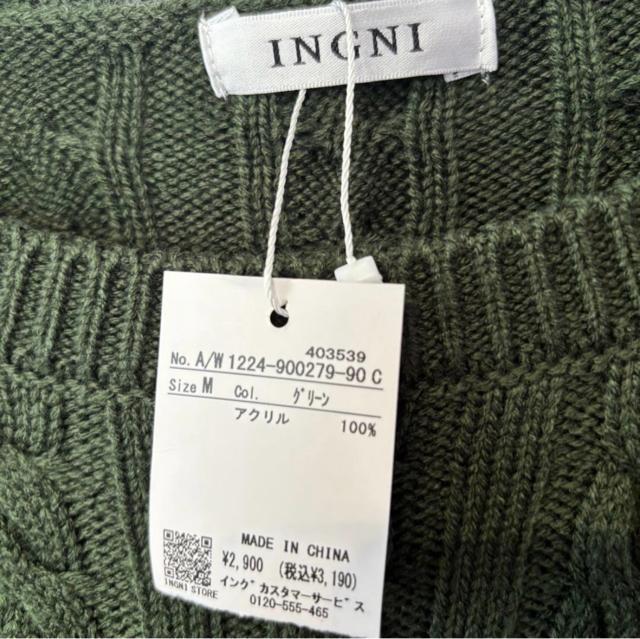 INGNI
403539
No. A/W 1224-900279-90 C
Size M Col. ｸﾞﾘｰﾝ
アクリル 100%
MADE IN CHINA
¥2,900 (税込¥3,190)
イングﾞカスタマーサービﾞス
0120-555-465
INGNI STORE